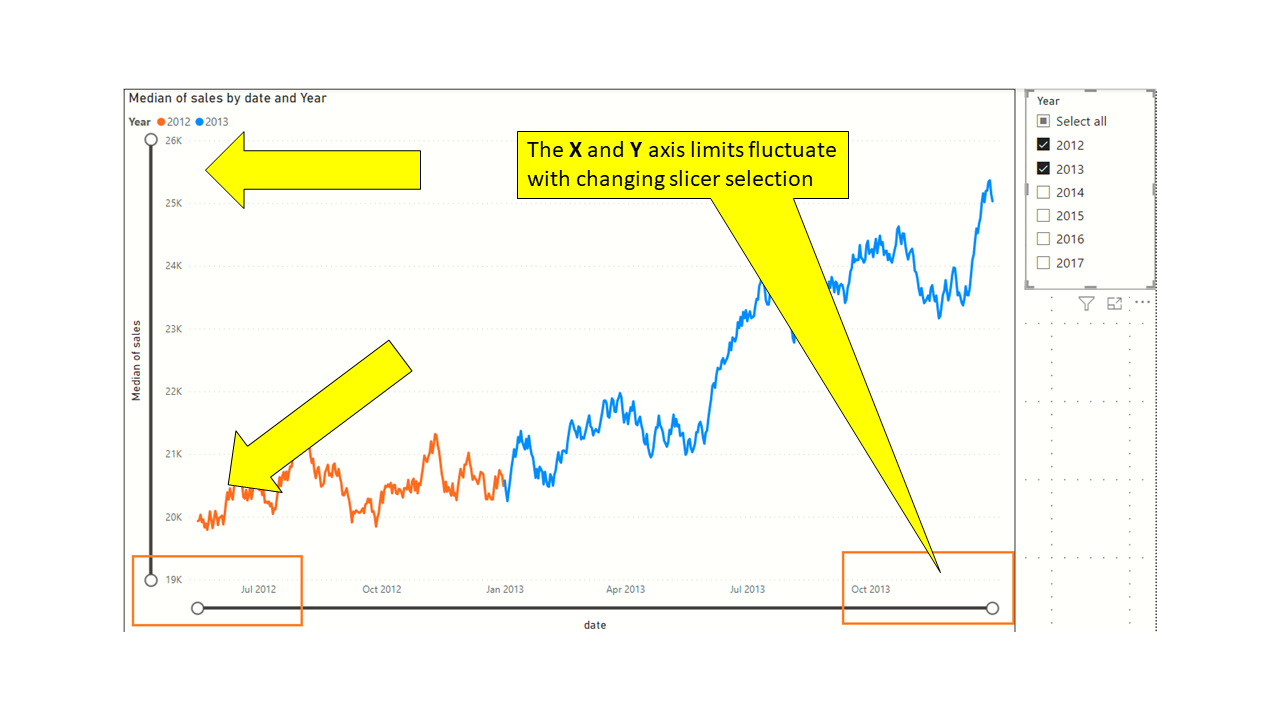 Median of sales by date and Year
Year 2012 2013
26K
25K
24K
23K
22K
21K
20K
19K
Median of sales
Jul 2012 Oct 2012 Jan 2013 Apr 2013 Jul 2013 Oct 2013
date
The X and Y axis limits fluctuate
with changing slicer selection
Year
Select all
2012
2013
2014
2015
2016
2017